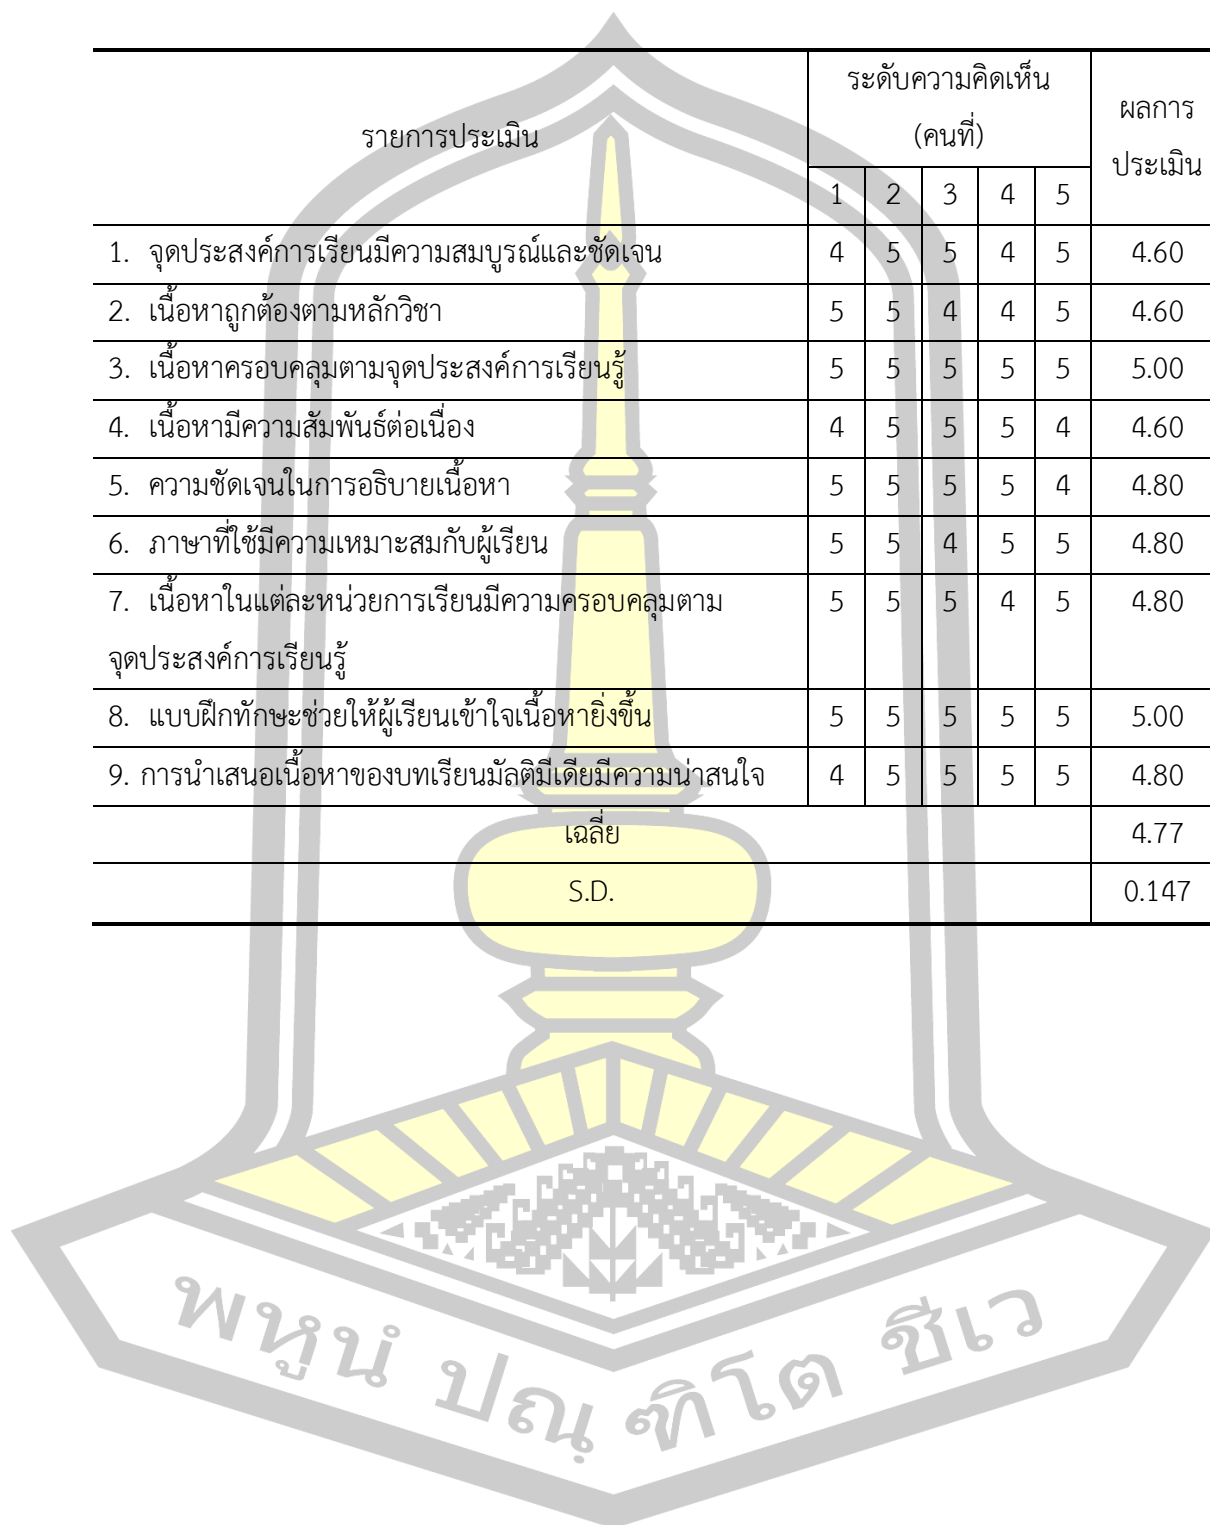 รายการประเมิน ระดับความคิดเห็น (คนที่) ผลการประเมิน
1 2 3 4 5
1. จุดประสงค์การเรียนมีความสมบูรณ์และชัดเจน 4 5 5 4 5 4.60
2. เนื้อหาถูกต้องตามหลักวิชา 5 5 4 4 5 4.60
3. เนื้อหาครอบคลุมตามจุดประสงค์การเรียนรู้ 5 5 5 5 5 5.00
4. เนื้อหามีความสัมพันธ์ต่อเนื่อง 4 5 5 5 4 4.60
5. ความชัดเจนในการอธิบายเนื้อหา 5 5 5 5 4 4.80
6. ภาษาที่ใช้มีความเหมาะสมกับผู้เรียน 5 5 4 5 5 4.80
7. เนื้อหาในแต่ละหน่วยการเรียนมีความครอบคลุมตาม 5 5 5 4 5 4.80
จุดประสงค์การเรียนรู้
8. แบบฝึกทักษะช่วยให้ผู้เรียนเข้าใจเนื้อหายิ่งขึ้น 5 5 5 5 5 5.00
9. การนำเสนอเนื้อหาของบทเรียนมัลติมีเดียมีความน่าสนใจ 4 5 5 5 5 4.80
เฉลี่ย 4.77
S.D. 0.147
พหูนํ ปณฺฑิโต ชีเว